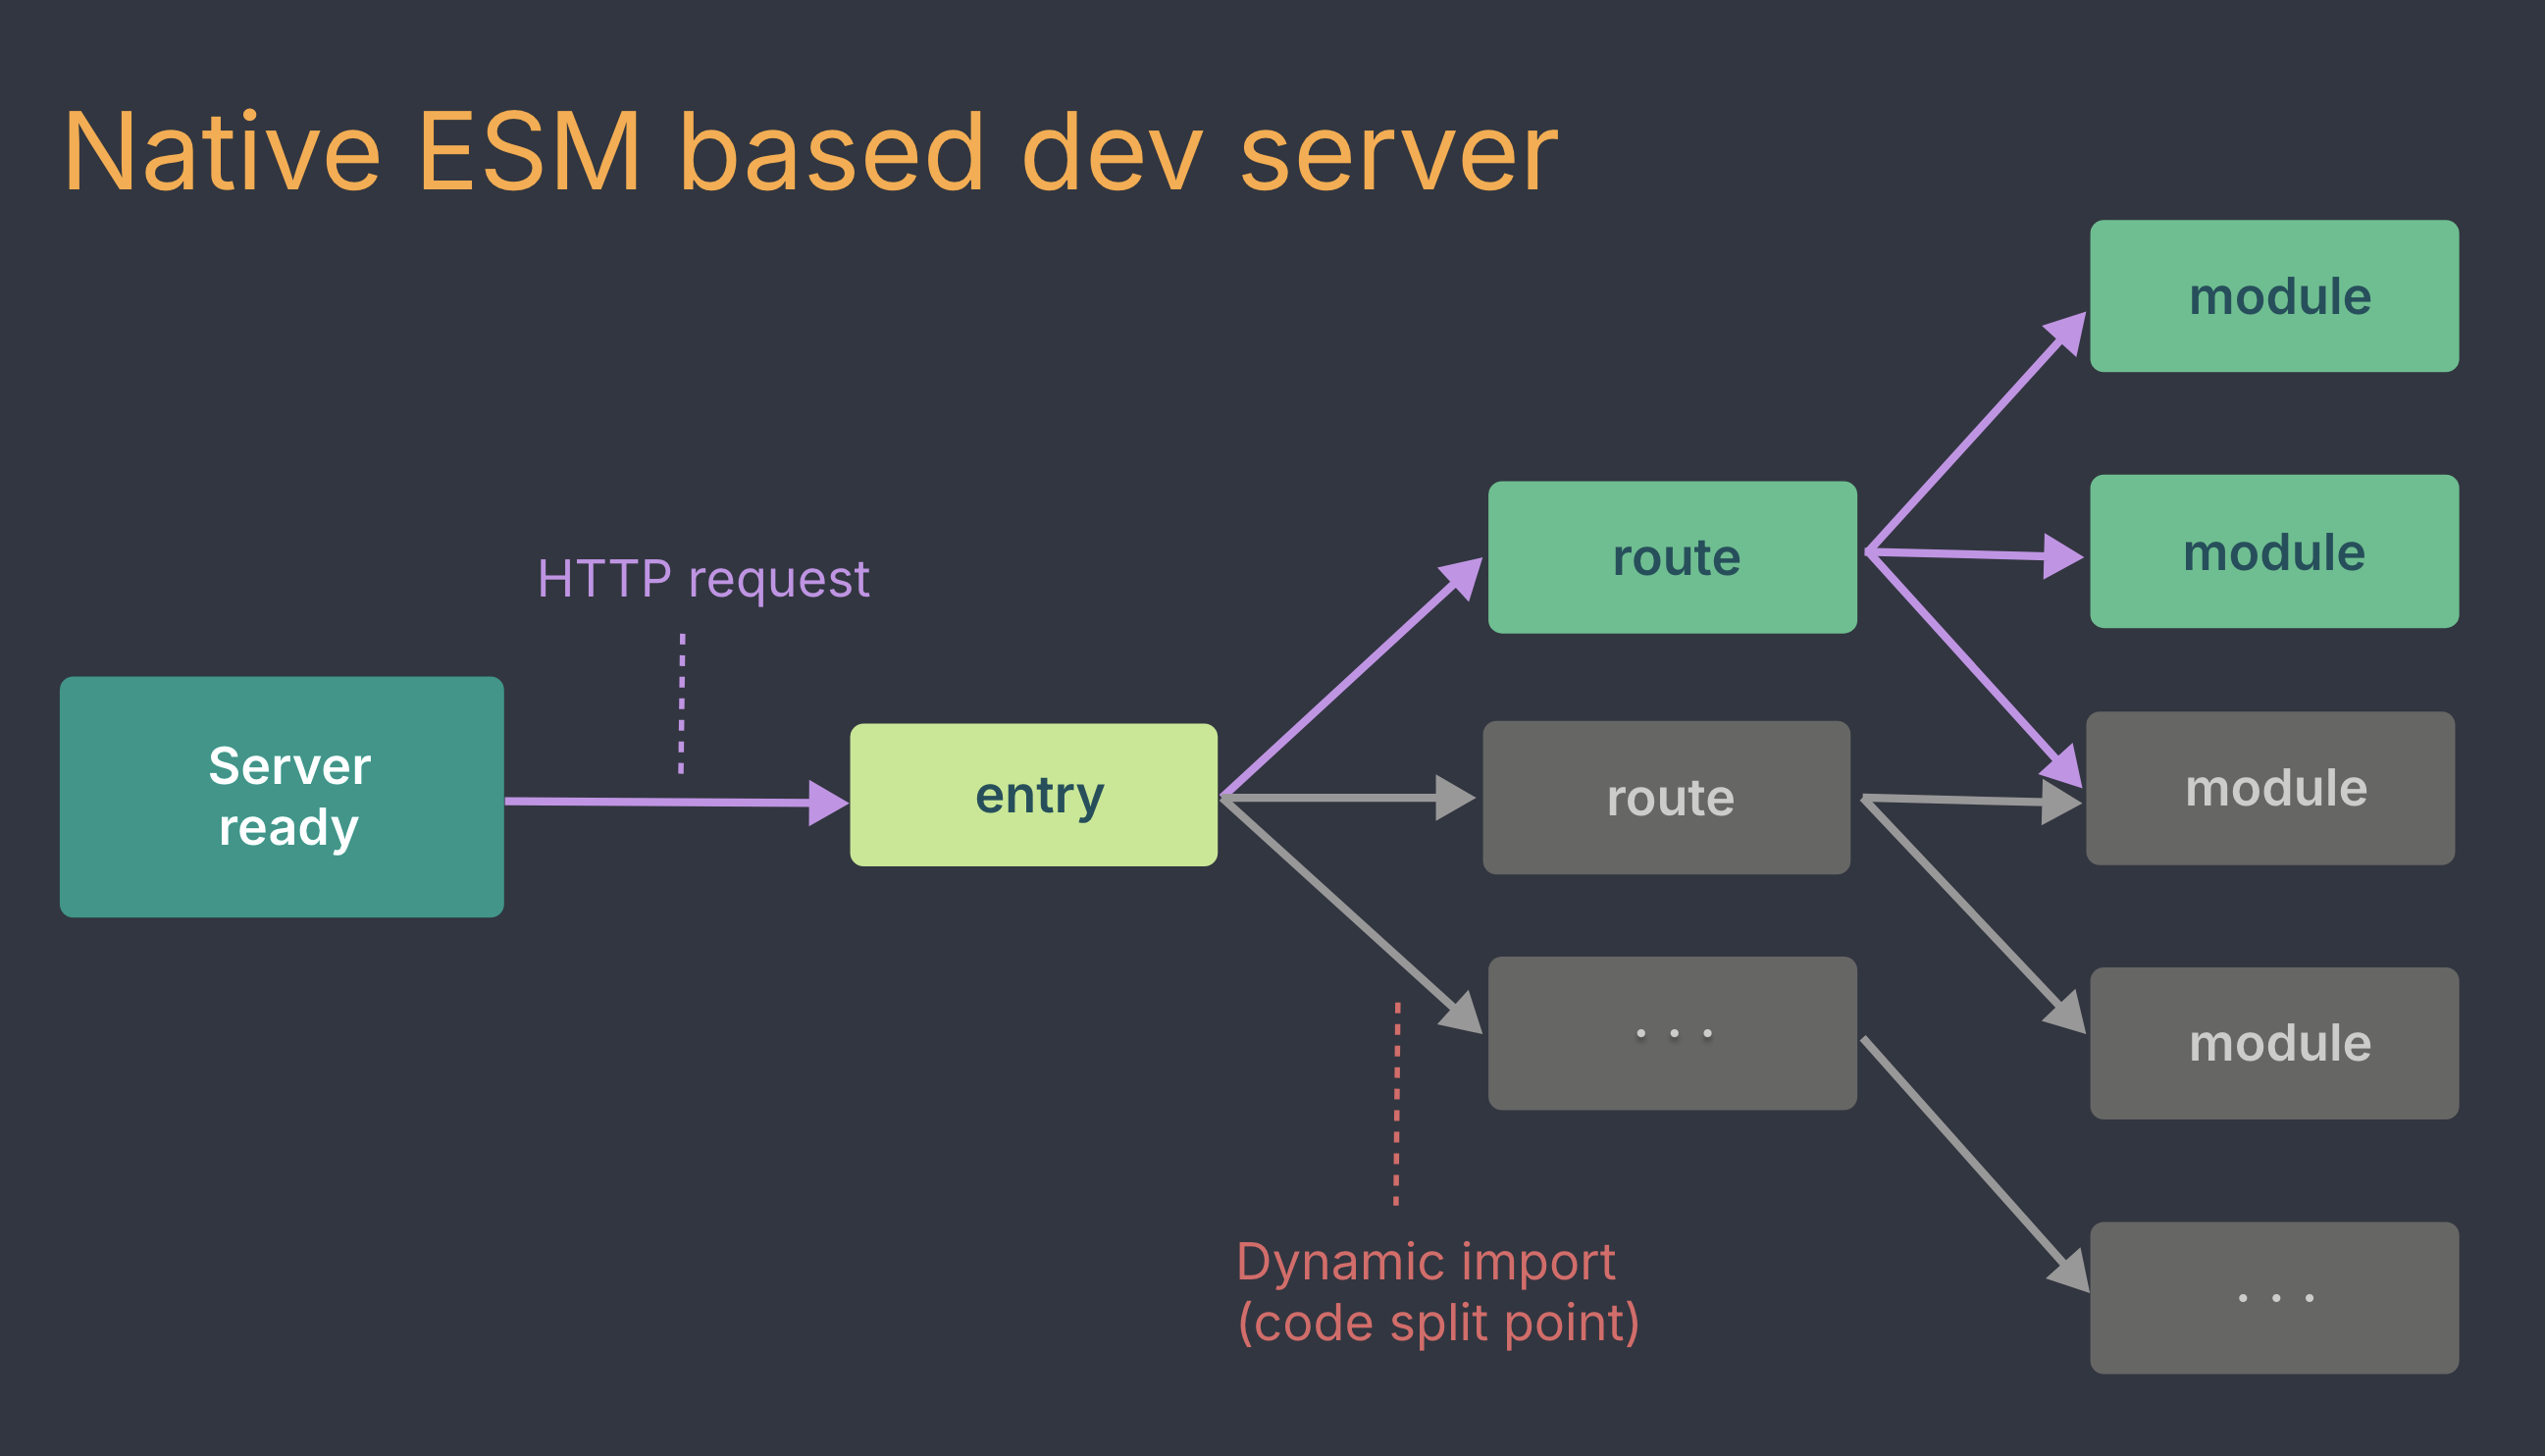 Native ESM based dev server
HTTP request
Server
ready
entry
route
route
. . .
module
module
module
module
. . .
Dynamic import
(code split point)